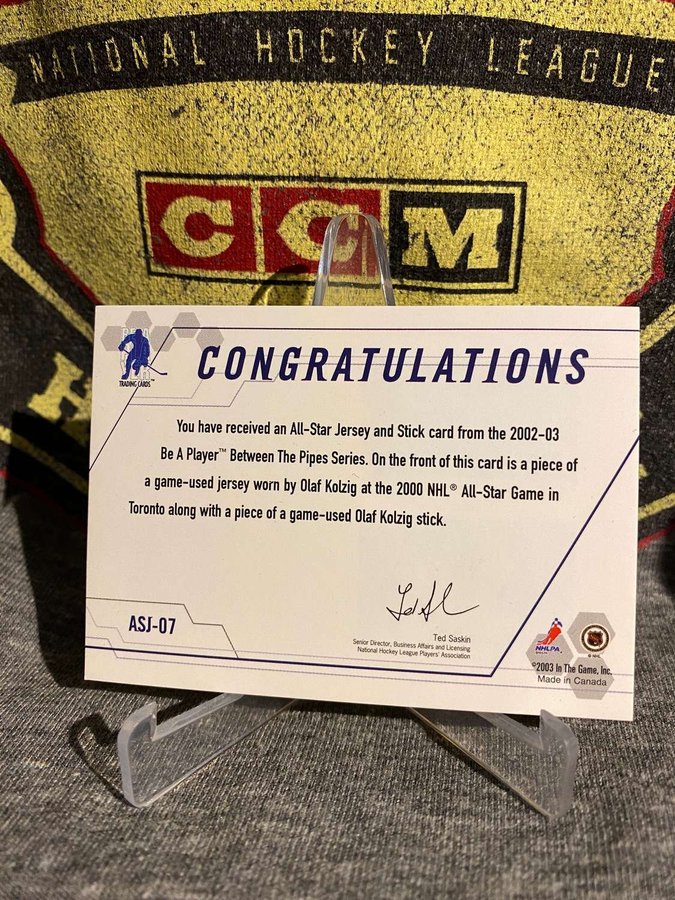 NATIONAL HOCKEY LEAGUE
CCM
BE A
PLAYER
TRADING CARDS™
CONGRATULATIONS
You have received an All-Star Jersey and Stick card from the 2002-03
Be A Player™ Between The Pipes Series. On the front of this card is a piece of
a game-used jersey worn by Olaf Kolzig at the 2000 NHL® All-Star Game in
Toronto along with a piece of a game-used Olaf Kolzig stick.
ASJ-07
Ted Saskin
Senior Director, Business Affairs and Licensing
National Hockey League Players' Association
NHLPA.
© NHL
©2003 In The Game, Inc.
Made in Canada